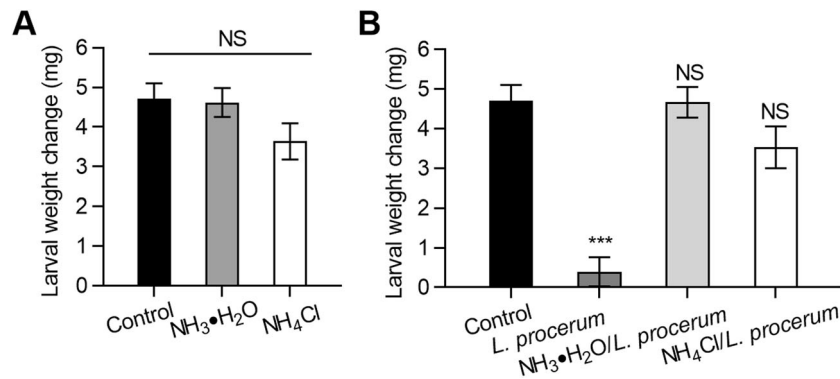 A
NS
Larval weight change (mg)
6
5
4
3
2
1
0
Control
NH₃•H₂O
NH₄Cl
B
Larval weight change (mg)
6
5
4
3
2
1
0
***
NS
NS
Control
L. procerum
NH₃•H₂O/L. procerum
NH₄Cl/L. procerum